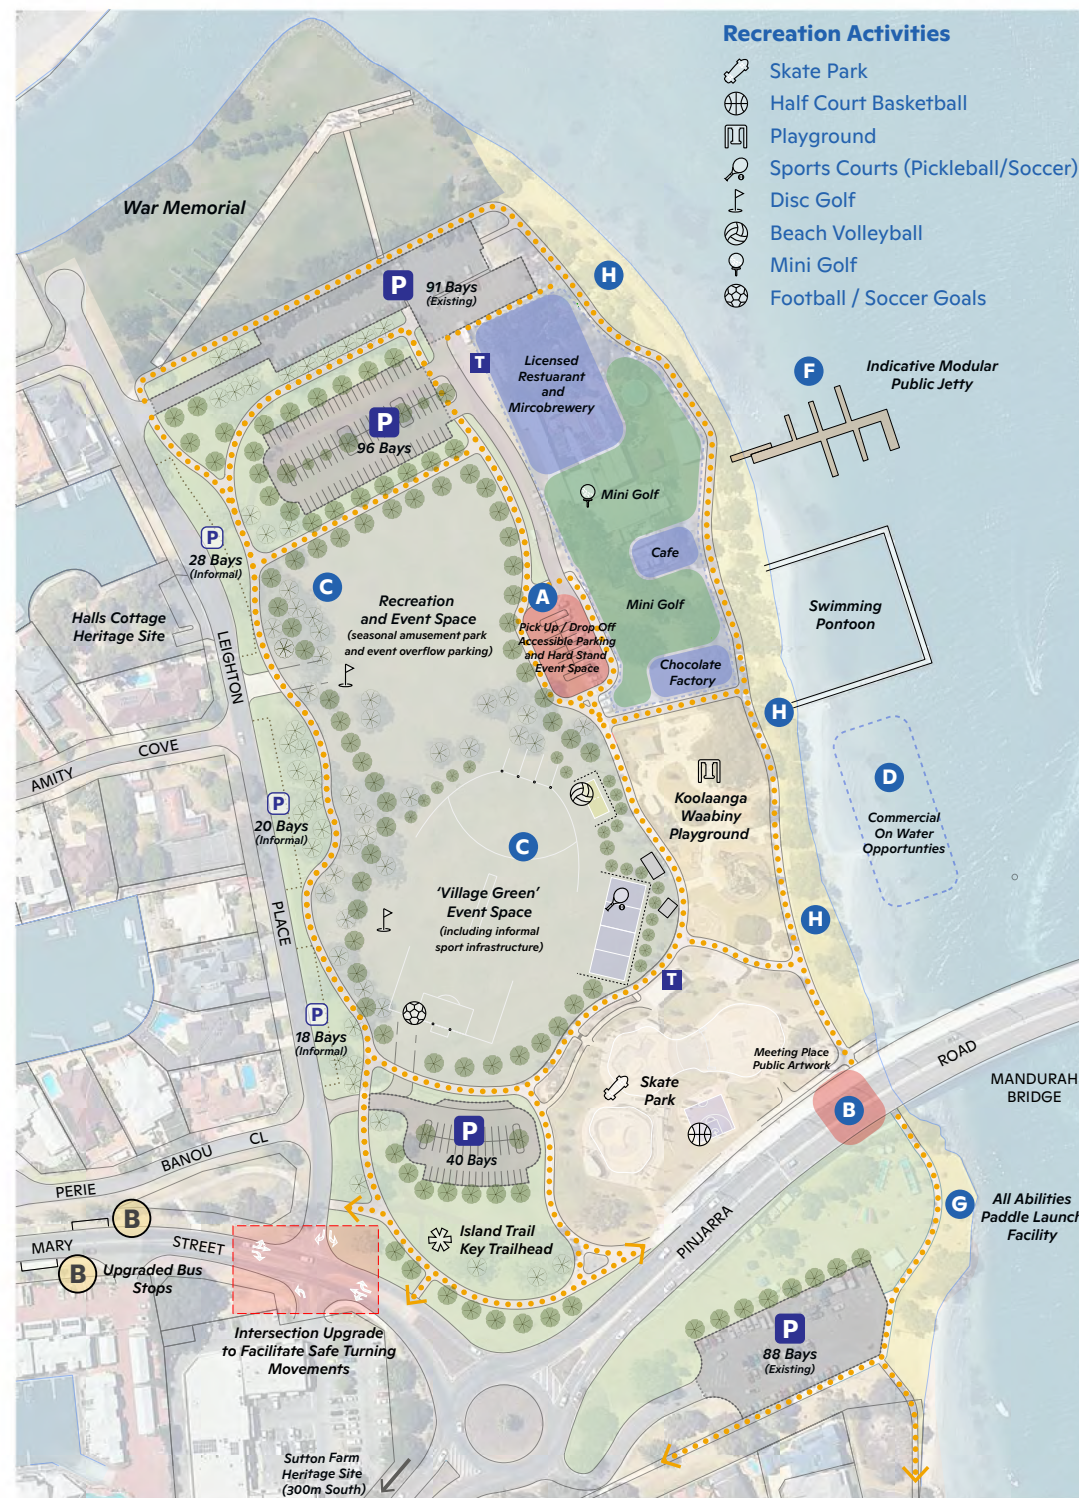 Recreation Activities
Skate Park
Half Court Basketball
Playground
Sports Courts (Pickleball/Soccer)
Disc Golf
Beach Volleyball
Mini Golf
Football / Soccer Goals
War Memorial
P
91 Bays
(Existing)
H
T
Licensed
Restuarant
and
Mircobrewery
F
Indicative Modular
Public Jetty
P
96 Bays
Mini Golf
P
28 Bays
(Informal)
Cafe
C
A
Recreation
and Event Space
(seasonal amusement park
and event overflow parking)
Mini Golf
Swimming
Pontoon
Halls Cottage
Heritage Site
Pick Up / Drop Off
Accessible Parking
and Hard Stand
Event Space
Chocolate
Factory
LEIGHTON
H
AMITY COVE
D
Koolaanga
Waabiny
Playground
P
20 Bays
(Informal)
Commercial
On Water
Opportunties
C
'Village Green'
Event Space
(including informal
sport infrastructure)
PLACE
H
T
P
18 Bays
(Informal)
Meeting Place
Public Artwork
ROAD
MANDURAH
BRIDGE
Skate
Park
B
P
40 Bays
PERIE BANOU CL
B
MARY STREET
B
Upgraded Bus
Stops
Island Trail
Key Trailhead
PINJARRA
G
All Abilities
Paddle Launch
Facility
Intersection Upgrade
to Facilitate Safe Turning
Movements
P
88 Bays
(Existing)
Sutton Farm
Heritage Site
(300m South)